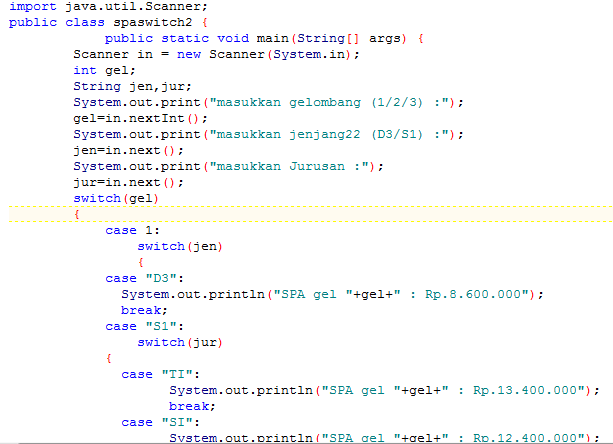 import java.util.Scanner;
public class spaswitch2 {
public static void main(String[] args) {
Scanner in = new Scanner(System.in);
int gel;
String jen,jur;
System.out.print("masukkan gelombang (1/2/3) :");
gel=in.nextInt();
System.out.print("masukkan jenjang22 (D3/S1) :");
jen=in.next();
System.out.print("masukkan Jurusan :");
jur=in.next();
switch(gel)
{
case 1:
switch(jen)
{
case "D3":
System.out.println("SPA gel "+gel+" : Rp.8.600.000");
break;
case "S1":
switch(jur)
{
case "TI":
System.out.println("SPA gel "+gel+" : Rp.13.400.000");
break;
case "SI":
System.out.println("SPA gel "+gel+" : Rp.12.400.000");